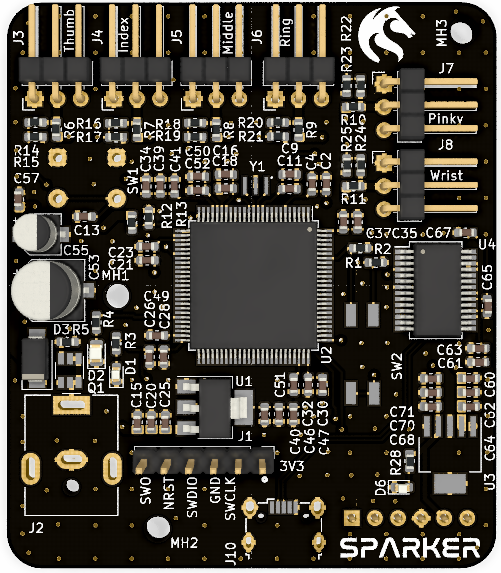 J3
Thumb
J4
Index
J5
Middle
J6
Ring
R22
MH3
R23
J7
R10
Pinky
J8
R25
R24
Wrist
R11
R6
R16
R17
R7
R18
R19
R8
R20
R21
R9
R14
R15
C57
C34
C39
C41
C50
C52
C16
C18
Y1
C9
C11
C4
C2
SW1
R12
R13
C13
C55
C53
MH1
C23
C37
C35
C67
U4
R2
R1
C65
C49
C26
C28
D3
R5
R4
R3
D1
U2
C63
C61
SW2
C60
C62
C64
C15
C20
C25
U1
J1
C51
C40
C46
C32
C47
C30
C71
C70
C68
R28
D6
U3
3V3
SWO
NRST
SWDIO
GND
SWCLK
J2
MH2
J10
SPARKER